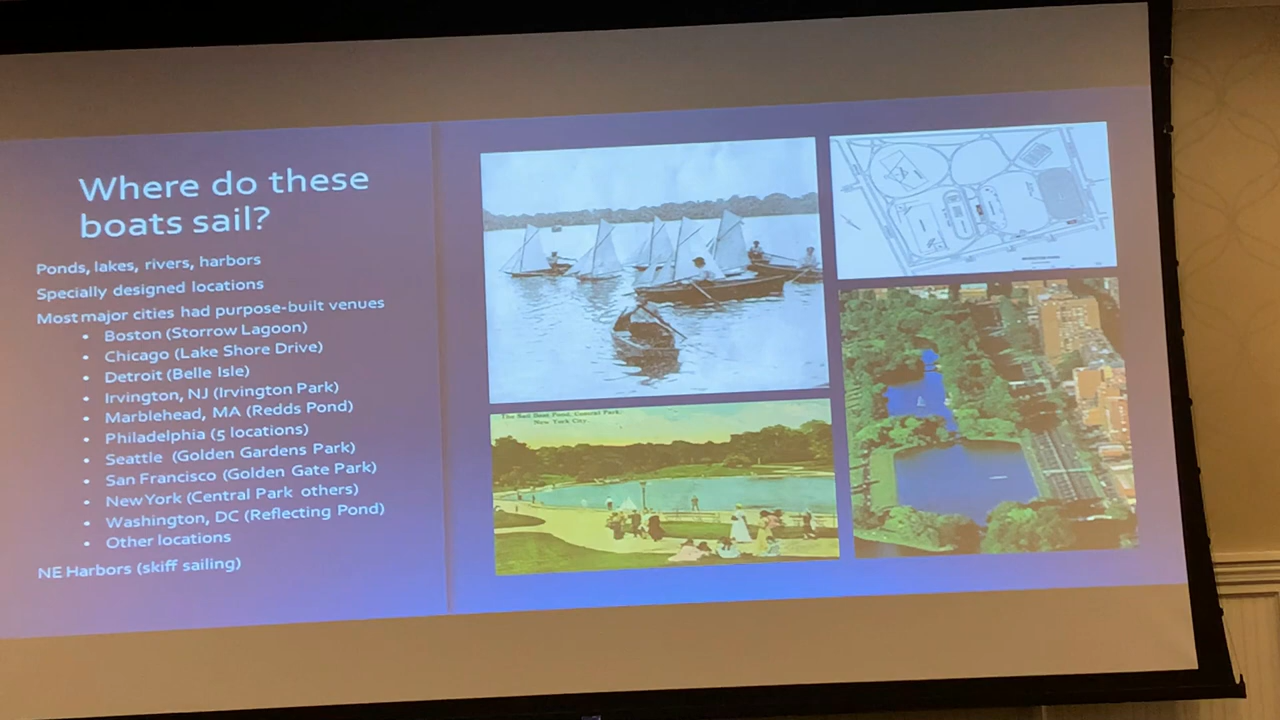 Where do these
boats sail?
Ponds, lakes, rivers, harbors
Specially designed locations
Most major cities had purpose-built venues
• Boston (Storrow Lagoon)
• Chicago (Lake Shore Drive)
• Detroit (Belle Isle)
• Irvington, NJ (Irvington Park)
• Marblehead, MA (Redds Pond)
• Philadelphia (5 locations)
• Seattle (Golden Gardens Park)
• San Francisco (Golden Gate Park)
• New York (Central Park others)
• Washington, DC (Reflecting Pond)
• Other locations
NE Harbors (skiff sailing)
The Sail Boat Pond, Central Park.
New York City.